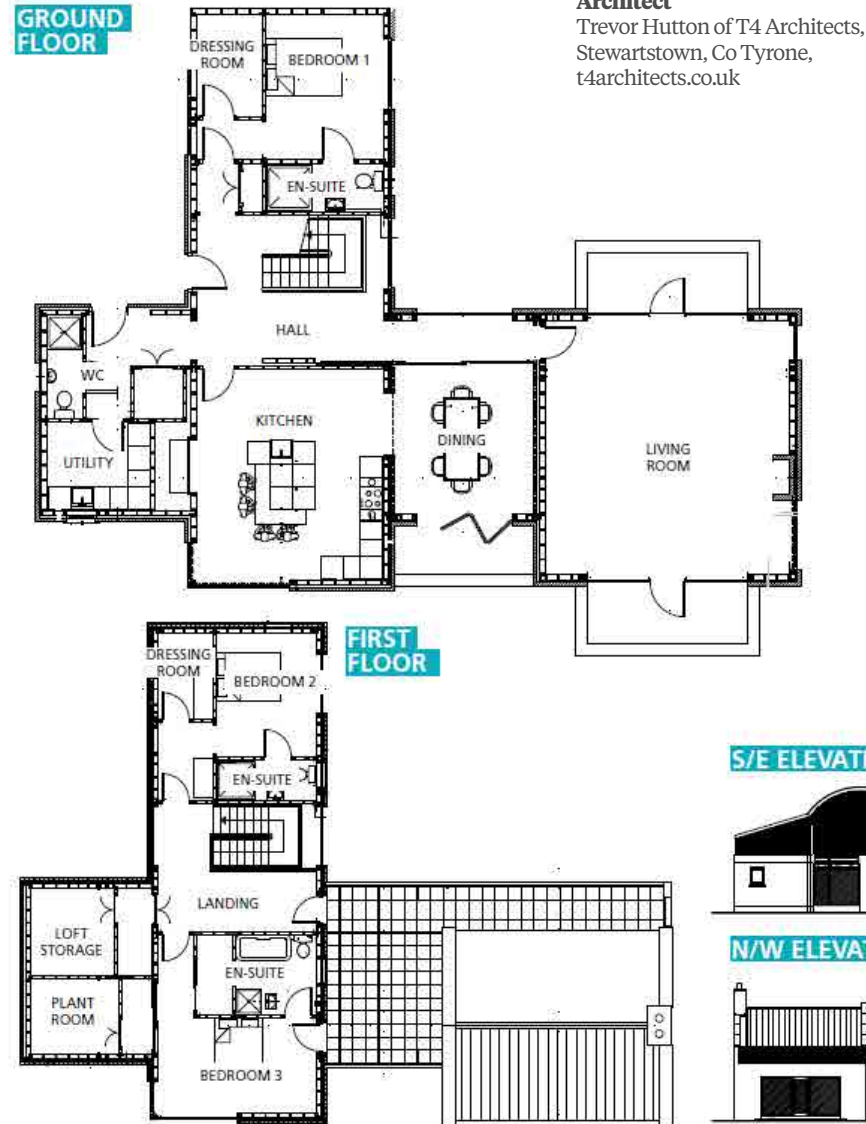 GROUND
FLOOR
Architect
Trevor Hutton of T4 Architects,
Stewartstown, Co Tyrone,
t4architects.co.uk
DRESSING
ROOM
BEDROOM 1
EN-SUITE
HALL
WC
KITCHEN
DINING
LIVING
ROOM
UTILITY
FIRST
FLOOR
DRESSING
ROOM
BEDROOM 2
EN-SUITE
LANDING
LOFT
STORAGE
EN-SUITE
PLANT
ROOM
BEDROOM 3
S/E ELEVATI
N/W ELEVA